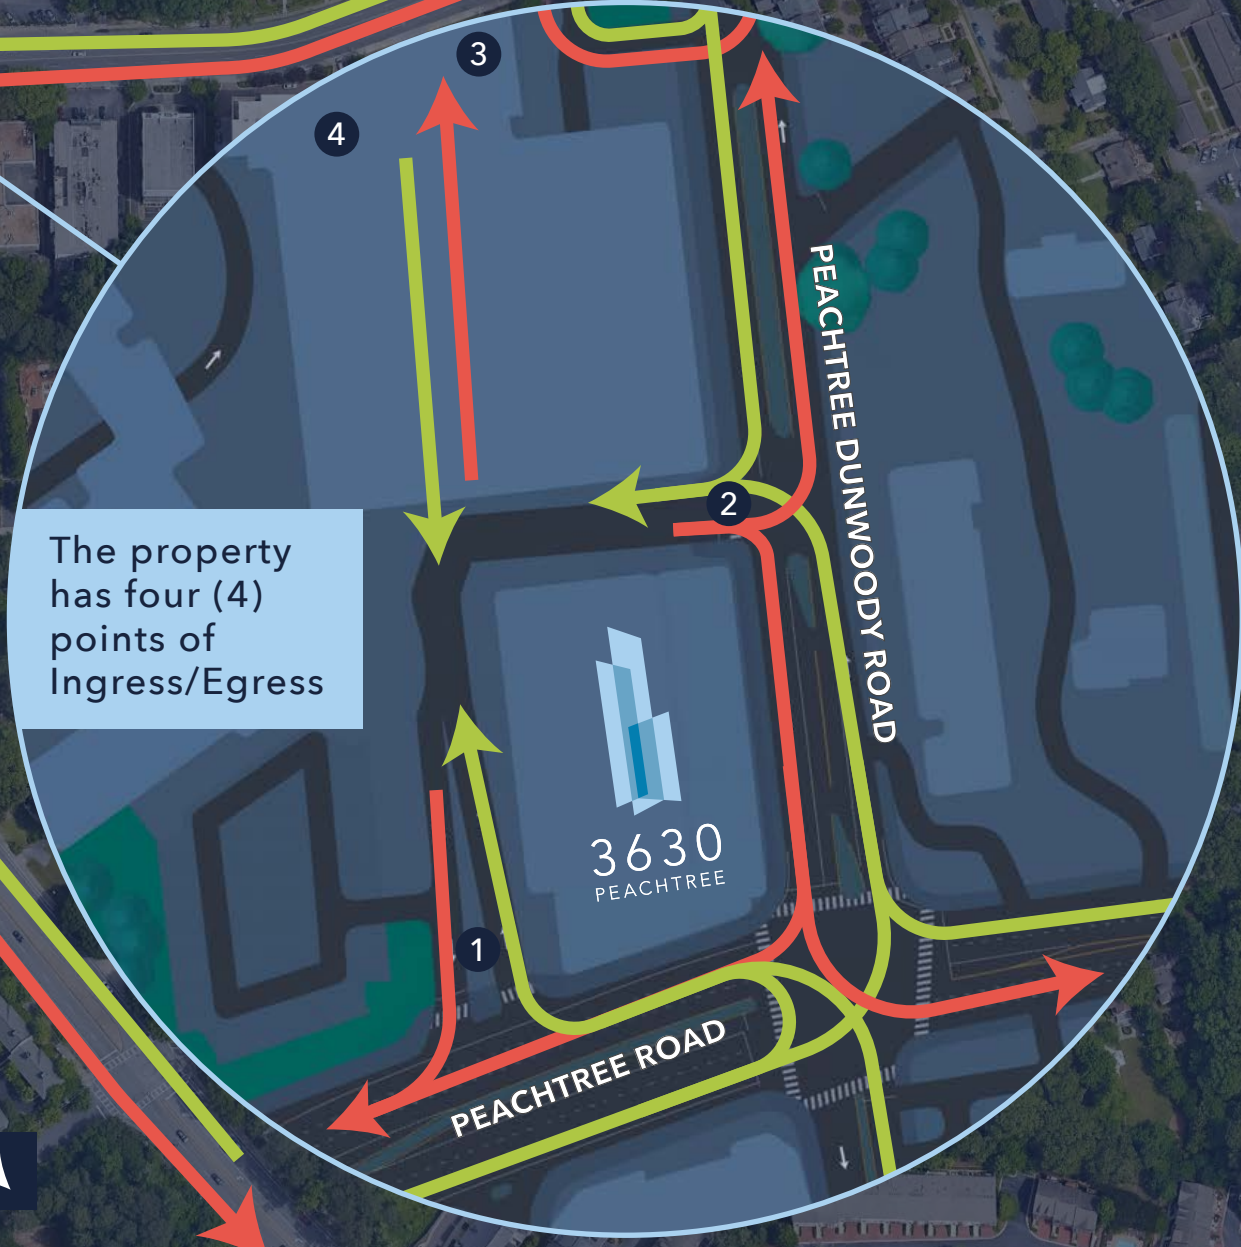 3
4
PEACHTREE DUNWOODY ROAD
2
The property
has four (4)
points of
Ingress/Egress
3630
PEACHTREE
1
PEACHTREE ROAD